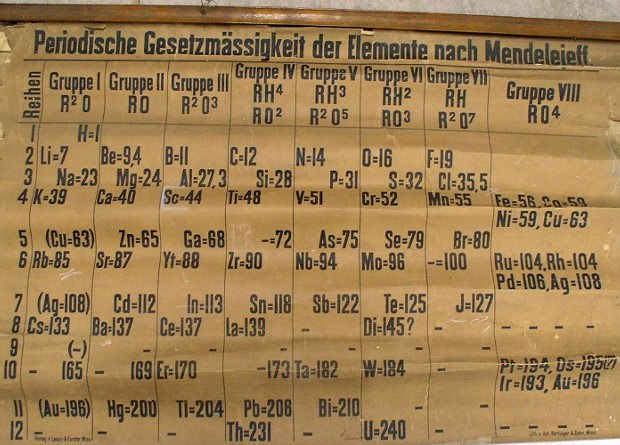 Periodische Gesetzmässigkeit der Elemente nach Mendelejeff.
Reihen Gruppe I Gruppe II Gruppe III Gruppe IV Gruppe V Gruppe VI Gruppe VII Gruppe VIII
RH⁴ RH³ RH² RH
R²O RO R²O³ RO² R²O⁵ RO³ R²O⁷ RO⁴
1 H=1
2 Li=7 Be=9,4 B=11 C=12 N=14 O=16 F=19
3 Na=23 Mg=24 Al=27,3 Si=28 P=31 S=32 Cl=35,5
4 K=39 Ca=40 Sc=44 Ti=48 V=51 Cr=52 Mn=55 Fe=56, Co=59
Ni=59, Cu=63
5 (Cu=63) Zn=65 Ga=68 -=72 As=75 Se=79 Br=80
6 Rb=85 Sr=87 Yt=88 Zr=90 Nb=94 Mo=96 -=100 Ru=104, Rh=104
Pd=106, Ag=108
7 (Ag=108) Cd=112 In=113 Sn=118 Sb=122 Te=125 J=127
8 Cs=133 Ba=137 Ce=137 La=139 - Di=145? - - - - -
9 (-) - - - - - -
10 - 165 - 169 Er=170 -173 Ta=182 W=184 - Pt=194, Os=195(?)
Ir=193, Au=196
11 (Au=196) Hg=200 Tl=204 Pb=206 Bi=210 - -
12 - - - Th=231 - U=240 - - - - -